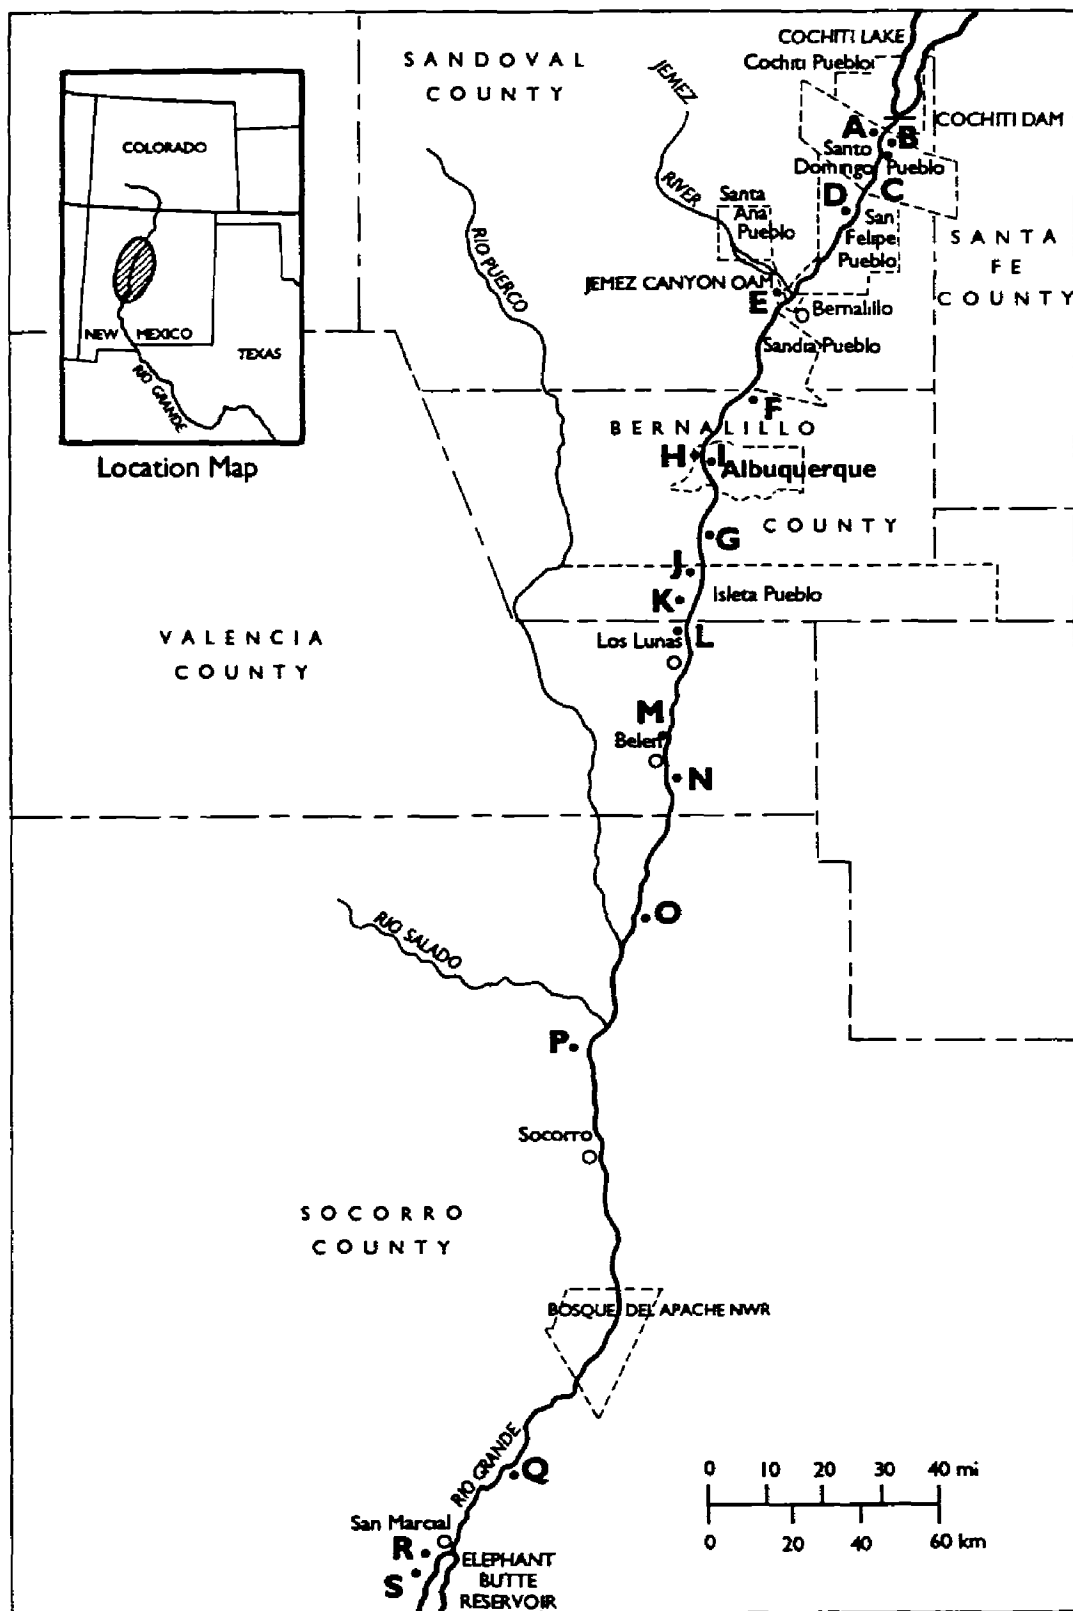 COCHITI LAKE
Cochiti Pueblo
SANDOVAL
COUNTY
JEMEZ
COCHITI DAM
A
B
Santo
Domingo Pueblo
C
D
RIVER
Santa
Ana
Pueblo
San
Felipe
Pueblo
SANTA
FE
COUNTY
COLORADO
NEW MEXICO
TEXAS
RIO GRANDE
Location Map
RIO PUERCO
JEMEZ CANYON DAM
E
Bernalillo
Sandia Pueblo
F
BERNALILLO
H
I
Albuquerque
COUNTY
G
J
K
Isleta Pueblo
VALENCIA
COUNTY
Los Lunas
L
M
Belen
N
O
RIO SALADO
P
Socorro
SOCORRO
COUNTY
BOSQUE DEL APACHE NWR
RIO GRANDE
Q
0 10 20 30 40 mi
0 20 40 60 km
San Marcial
R
S
ELEPHANT
BUTTE
RESERVOIR